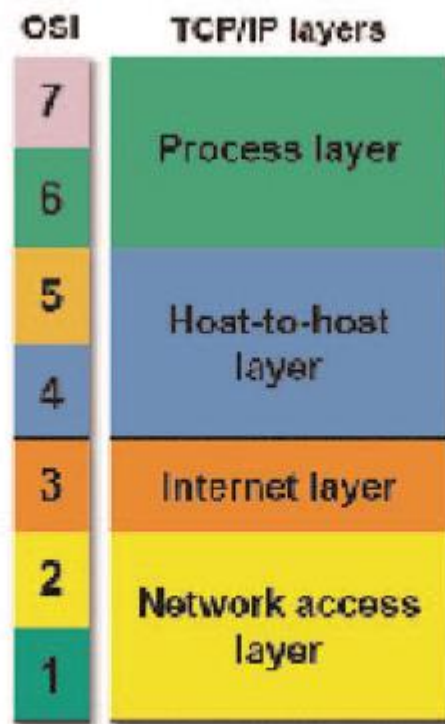 OSI TCP/IP layers
7
Process layer
6
5
Host-to-host
layer
4
3 Internet layer
2
Network access
layer
1